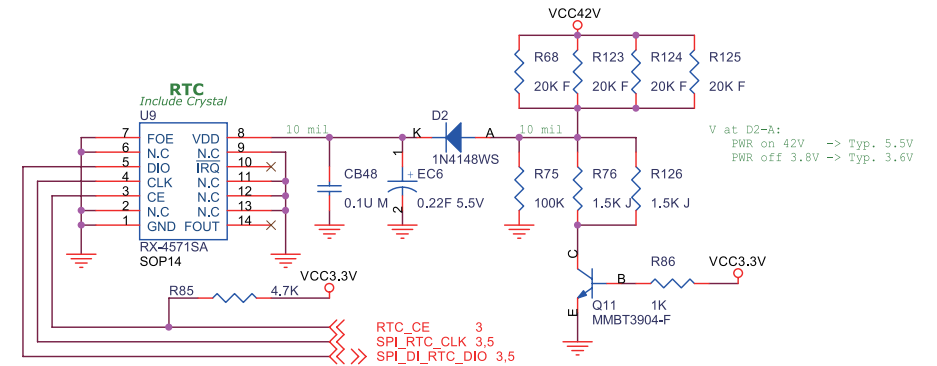 VCC42V
R68
R123
R124
R125
20K F
20K F
20K F
20K F
RTC
Include Crystal
U9
7 FOE VDD 8
6 N.C N.C 9
5 DIO IRQ 10
4 CLK N.C 11
3 CE N.C 12
2 N.C N.C 13
1 GND FOUT 14
RX-4571SA
SOP14
10 mil
D2
K
A
1N4148WS
10 mil
V at D2-A:
PWR on 42V -> Typ. 5.5V
PWR off 3.8V -> Typ. 3.6V
CB48
0.1U M
1
+
EC6
2
0.22F 5.5V
R75
100K
R76
1.5K J
R126
1.5K J
C
B
E
Q11
MMBT3904-F
R86
1K
VCC3.3V
R85
4.7K
VCC3.3V
RTC_CE 3
SPI_RTC_CLK 3,5
SPI_DI_RTC_DIO 3,5